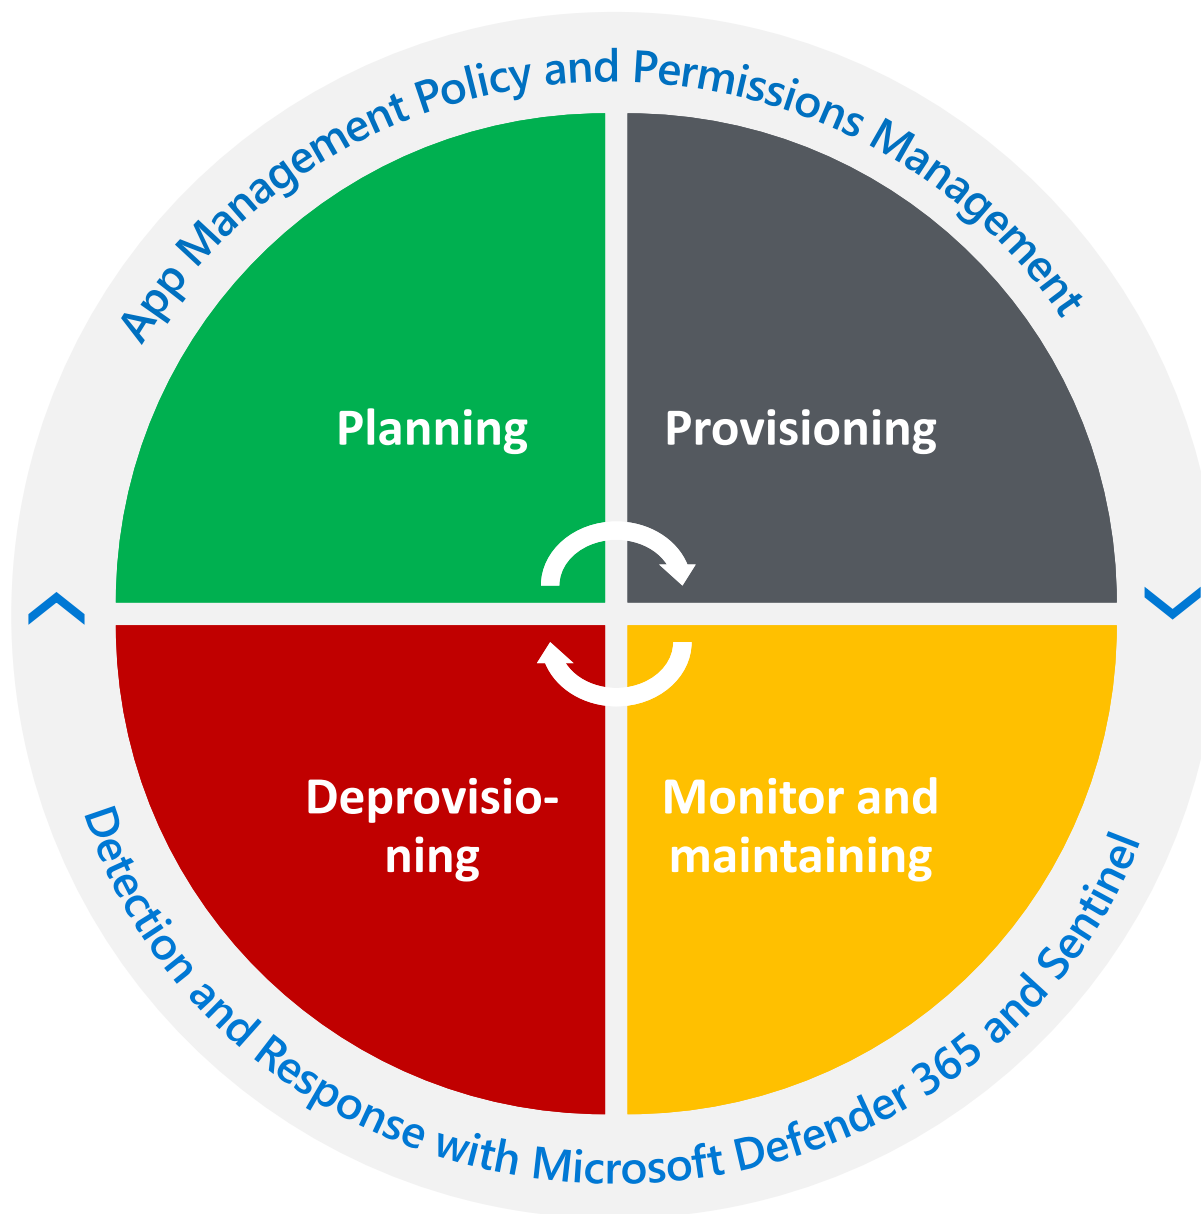 App Management Policy and Permissions Management
Planning
Provisioning
Deprovisio-
ning
Monitor and
maintaining
Detection and Response with Microsoft Defender 365 and Sentinel